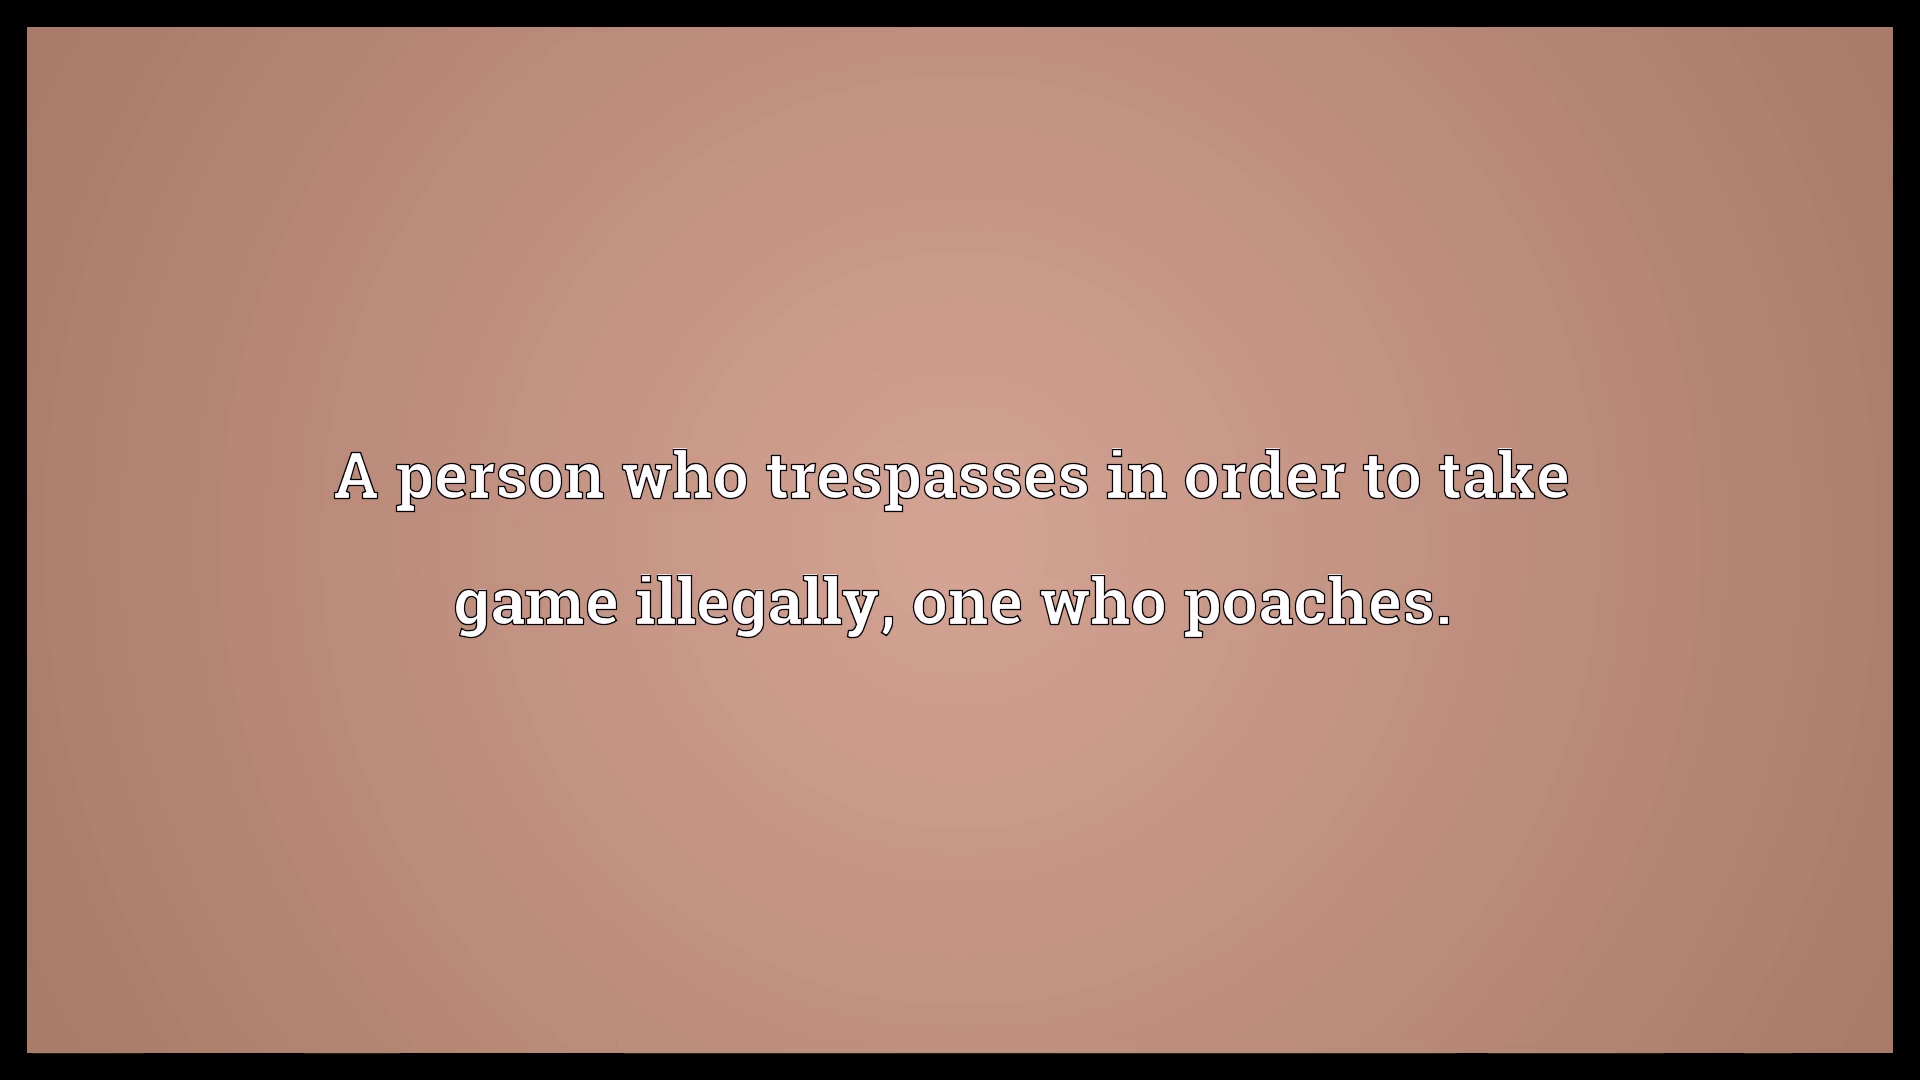 A person who trespasses in order to take
game illegally, one who poaches.